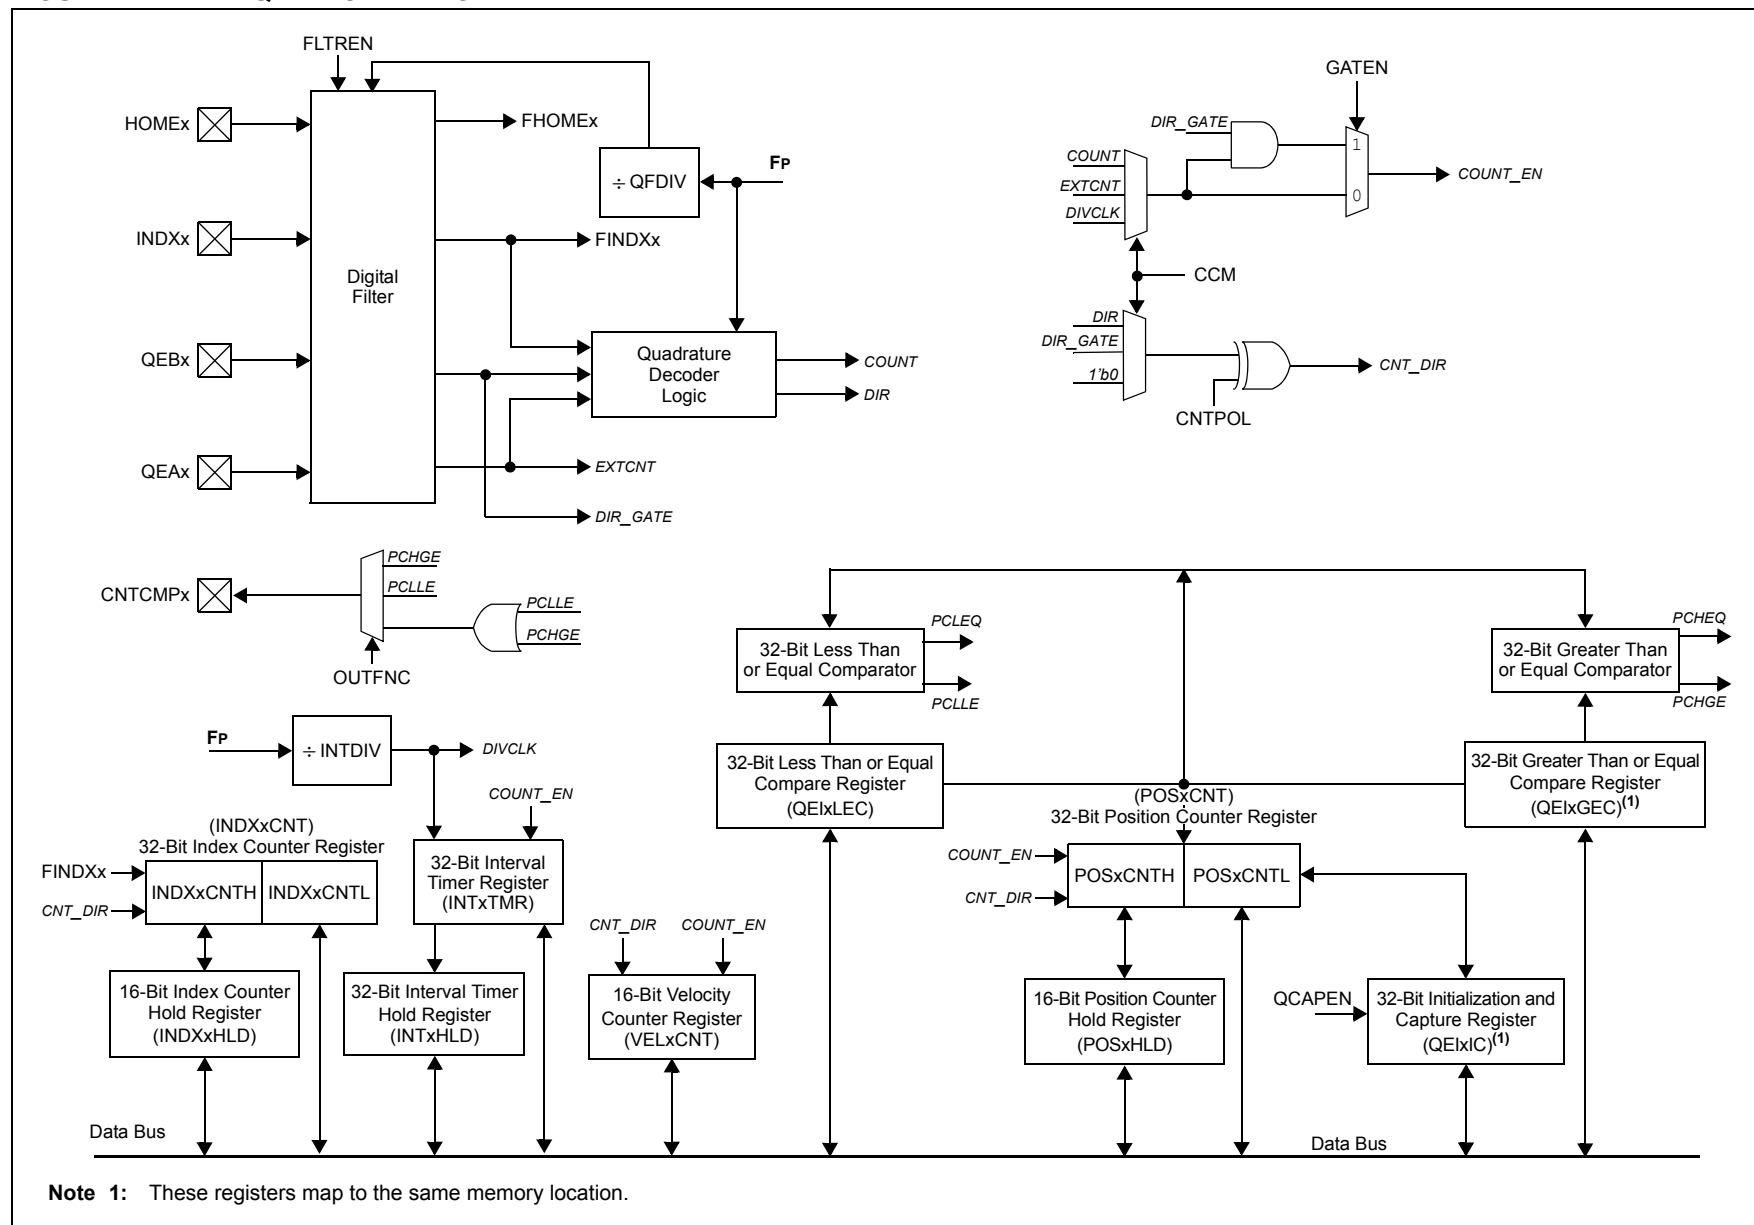 FLTREN
HOMEx
FHOMEx
÷ QFDIV
FP
INDXx
FINDXx
Digital
Filter
QEBx
Quadrature
Decoder
Logic
COUNT
DIR
QEAx
EXTCNT
DIR_GATE
GATEN
DIR_GATE
COUNT
EXTCNT
DIVCLK
1
0
COUNT_EN
CCM
DIR
DIR_GATE
1'b0
CNT_DIR
CNTPOL
CNTCMPx
PCHGE
PCLLE
PCLLE
PCHGE
OUTFNC
32-Bit Less Than
or Equal Comparator
PCLEQ
PCLLE
32-Bit Greater Than
or Equal Comparator
PCHEQ
PCHGE
FP
÷ INTDIV
DIVCLK
COUNT_EN
32-Bit Less Than or Equal
Compare Register
(QEIxLEC)
32-Bit Greater Than or Equal
Compare Register
(QEIxGEC)(1)
(POSxCNT)
32-Bit Position Counter Register
COUNT_EN
CNT_DIR
POSxCNTH
POSxCNTL
(INDXxCNT)
32-Bit Index Counter Register
FINDXx
CNT_DIR
INDXxCNTH
INDXxCNTL
32-Bit Interval
Timer Register
(INTxTMR)
CNT_DIR
COUNT_EN
16-Bit Index Counter
Hold Register
(INDXxHLD)
32-Bit Interval Timer
Hold Register
(INTxHLD)
16-Bit Velocity
Counter Register
(VELxCNT)
16-Bit Position Counter
Hold Register
(POSxHLD)
QCAPEN
32-Bit Initialization and
Capture Register
(QEIxIC)(1)
Data Bus
Data Bus
Note 1: These registers map to the same memory location.